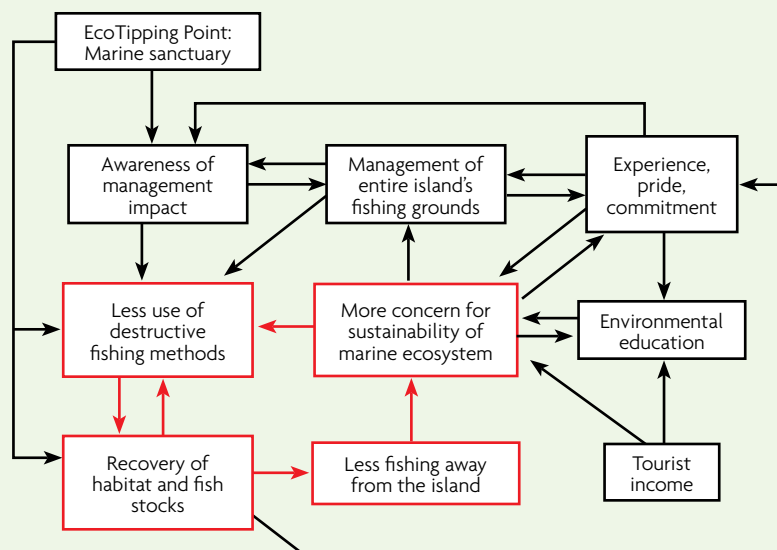 EcoTipping Point:
Marine sanctuary
Awareness of
management
impact
Management of
entire island's
fishing grounds
Experience,
pride,
commitment
Less use of
destructive
fishing methods
More concern for
sustainability of
marine ecosystem
Environmental
education
Recovery of
habitat and fish
stocks
Less fishing away
from the island
Tourist
income